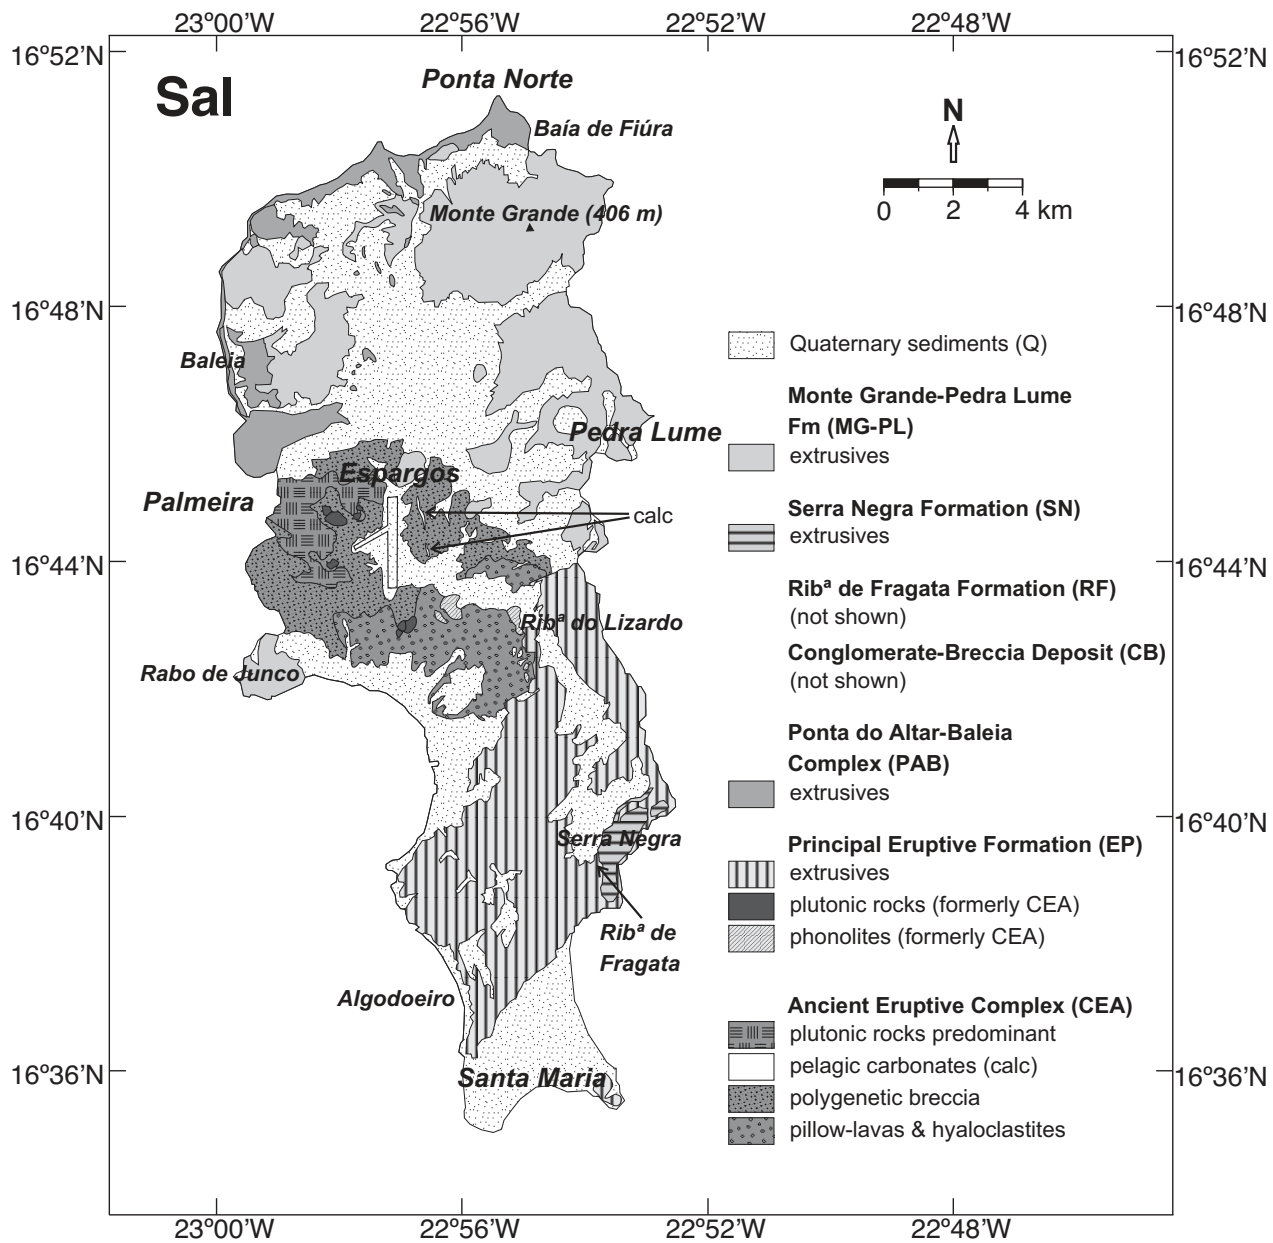 23°00'W 22°56'W 22°52'W 22°48'W
16°52'N 16°52'N
Sal
Ponta Norte
Baía de Fiúra
N
Monte Grande (406 m)
0 2 4 km
16°48'N 16°48'N
Baleia
Quaternary sediments (Q)
Monte Grande-Pedra Lume
Fm (MG-PL)
extrusives
Pedra Lume
Espargos
Palmeira
calc
Serra Negra Formation (SN)
extrusives
16°44'N 16°44'N
Ribª de Fragata Formation (RF)
(not shown)
Ribª do Lizardo
Conglomerate-Breccia Deposit (CB)
(not shown)
Rabo de Junco
Ponta do Altar-Baleia
Complex (PAB)
extrusives
16°40'N 16°40'N
Serra Negra
Principal Eruptive Formation (EP)
extrusives
plutonic rocks (formerly CEA)
phonolites (formerly CEA)
Ribª de
Fragata
Algodoeiro
Ancient Eruptive Complex (CEA)
plutonic rocks predominant
pelagic carbonates (calc)
polygenetic breccia
pillow-lavas & hyaloclastites
16°36'N 16°36'N
Santa Maria
23°00'W 22°56'W 22°52'W 22°48'W